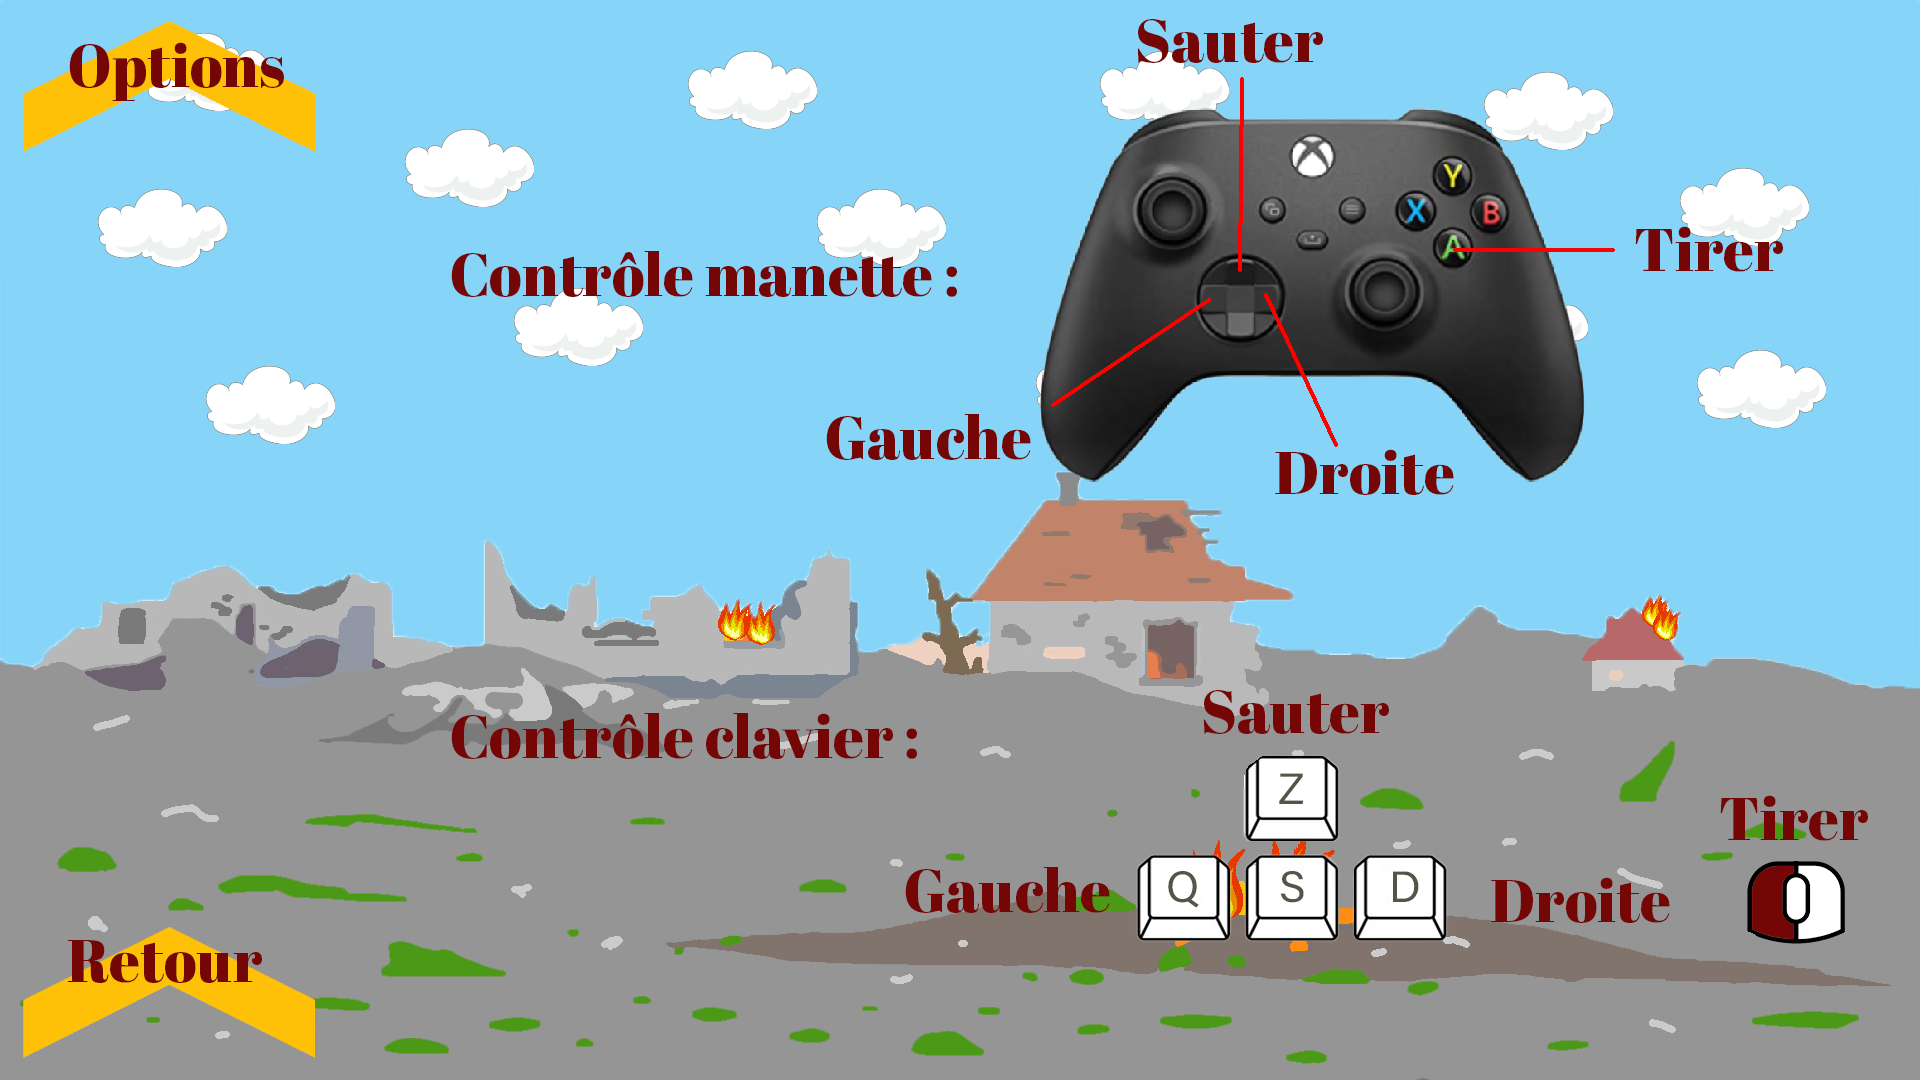 Options
Sauter
Y
X
B
A
Tirer
Contrôle manette :
Gauche
Droite
Contrôle clavier :
Sauter
Z
Tirer
Gauche
Q
S
D
Droite
Retour